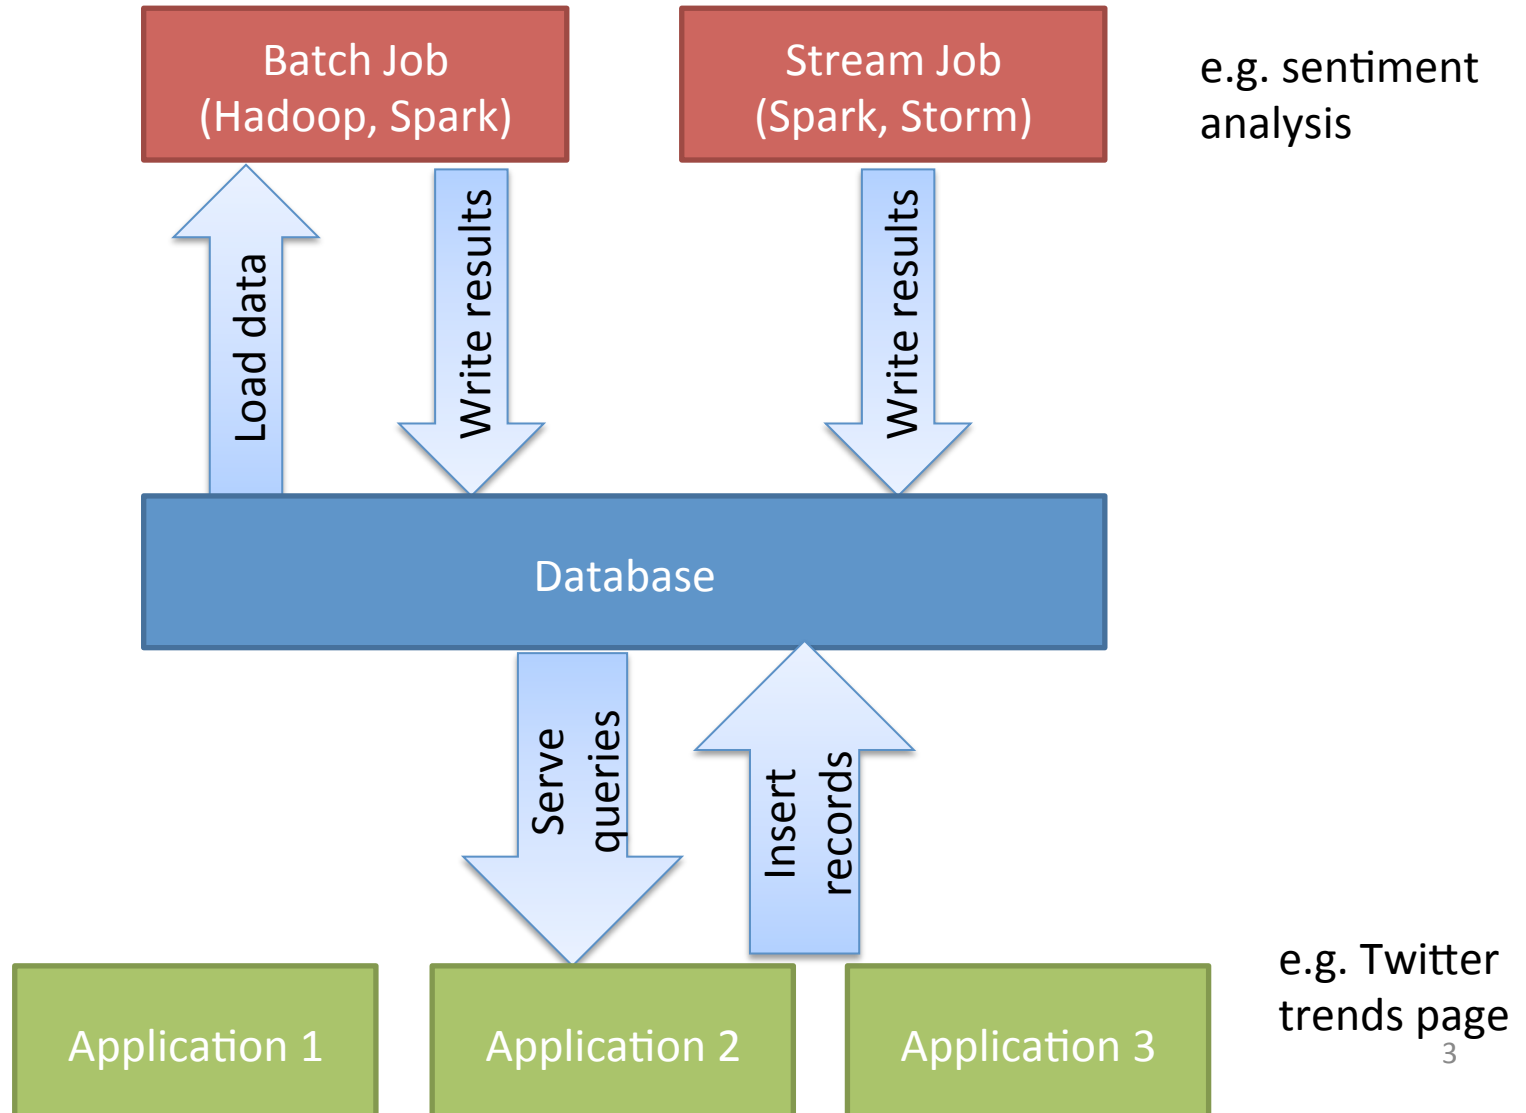 Batch Job
(Hadoop, Spark)
Stream Job
(Spark, Storm)
e.g. sentiment
analysis
Load data
Write results
Write results
Database
Serve
queries
Insert
records
Application 1
Application 2
Application 3
e.g. Twitter
trends page
3